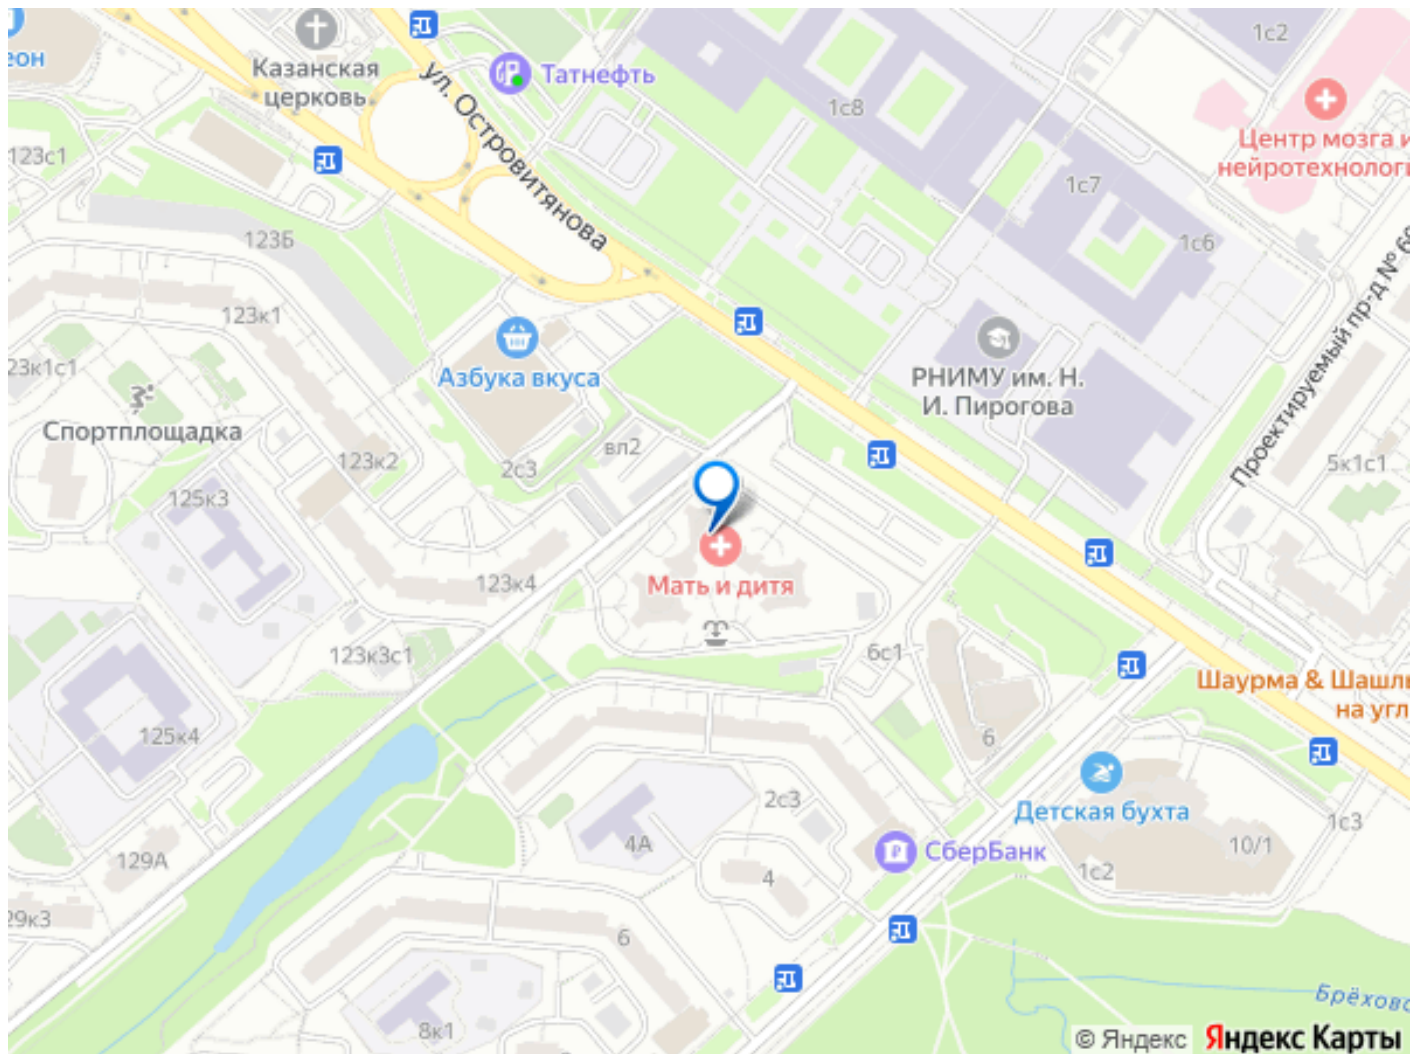 1с2
еон
Казанская
церковь
Татнефть
ул. Островитянова
1с8
Центр мозга и
нейротехнологи
123с1
1с7
123Б
1с6
Проектируемый пр-д № 6
123к1
23к1с1
Азбука вкуса
РНИМУ им. Н.
И. Пирогова
Спортплощадка
вл2
123к2
2с3
5к1с1
125к3
123к4
Мать и дитя
123к3с1
6с1
Шаурма & Шашлы
на угл
125к4
6
2с3
Детская бухта
4А
СберБанк
1с3
10/1
129А
4
1с2
29к3
6
Брёхово
8к1
© Яндекс Яндекс Карты